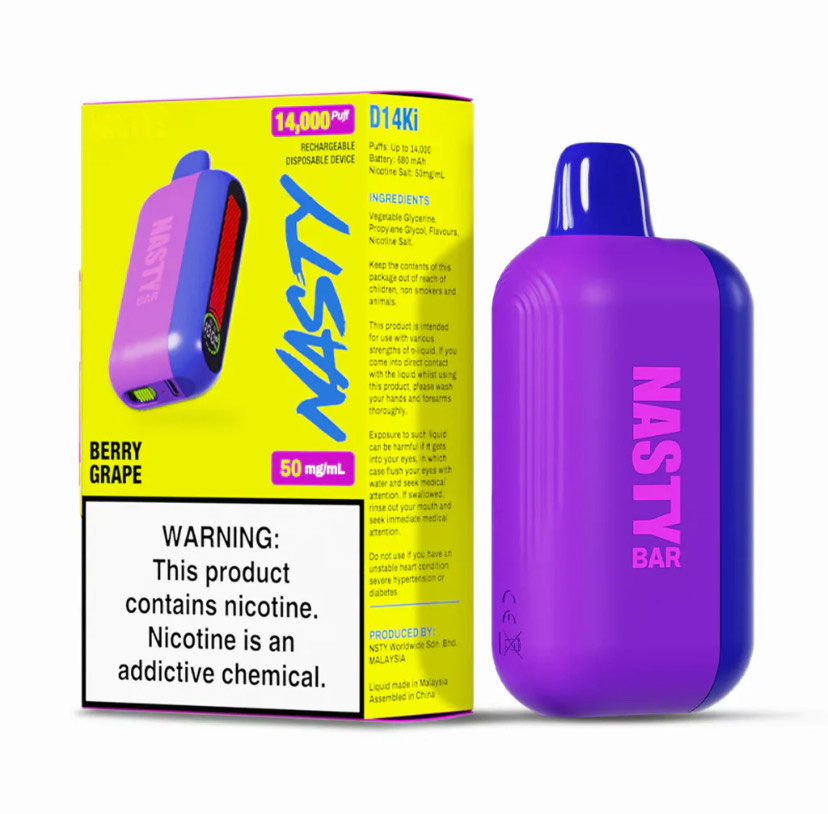 14,000 Puff
RECHARGEABLE
DISPOSABLE DEVICE
NASTY
NASTY
BAR
BERRY
GRAPE
50 mg/mL
WARNING:
This product
contains nicotine.
Nicotine is an
addictive chemical.
D14Ki
Puffs: Up to 14,000
Battery: 680 mAh
Nicotine Salt: 50mg/mL
INGREDIENTS
Vegetable Glycerine,
Propylene Glycol, Flavours,
Nicotine Salt.
Keep the contents of this
package out of reach of
children, non smokers and
animals.
This product is intended
for use with various
strengths of e-liquid. If you
come into direct contact
with the liquid whilst using
this product, please wash
your hands and forearms
thoroughly.
Exposure to such liquid
can be harmful if it gets
into your eyes, in which
case flush your eyes with
water and seek medical
attention. If swallowed,
rinse out your mouth and
seek immediate medical
attention.
Do not use if you have an
unstable heart condition
severe hypertension or
diabetes.
PRODUCED BY:
NSTY Worldwide Sdn. Bhd.
MALAYSIA
Liquid made in Malaysia
Assembled in China
NASTY
BAR
CE